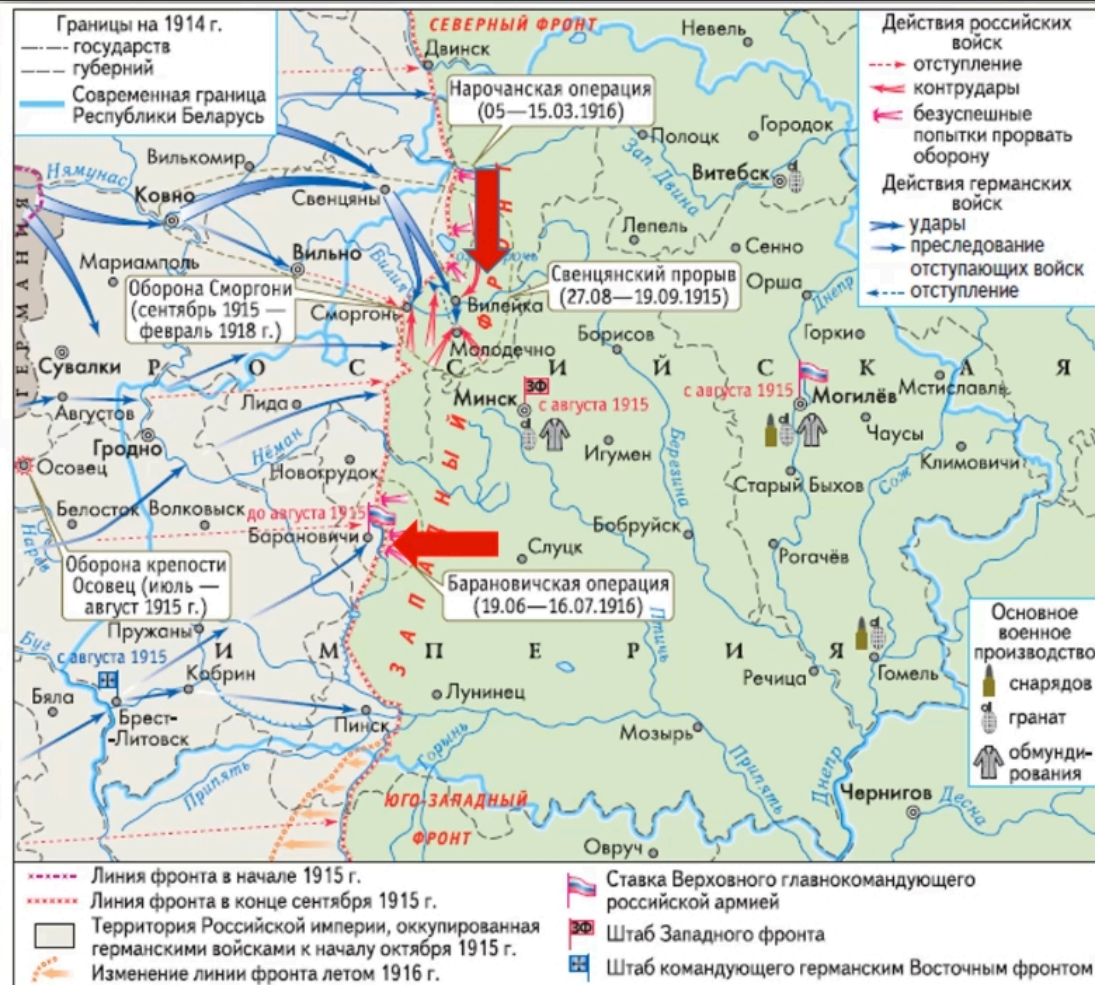 Границы на 1914 г.
государств
губерний
Современная граница
Республики Беларусь
СЕВЕРНЫЙ ФРОНТ
Двинск
Невель
Нарочанская операция
(05—15.03.1916)
Действия российских
войск
отступление
контрудары
безуспешные
попытки прорвать
оборону
Действия германских
войск
удары
преследование
отступающих войск
отступление
Вилькомир
Нямунас
Ковно
Свенцяны
Полоцк
Городок
Зап. Двина
Витебск
Лепель
Сенно
Мариамполь
Вильно
Вилия
Оборона Сморгони
(сентябрь 1915 —
февраль 1918 г.)
Сморгонь
Вилейка
Свенцянский прорыв
(27.08—19.09.1915)
Орша
Днепр
Молодечно
Борисов
Горки
ГЕРМАНИЯ
РОССИЙСКАЯ
Сувалки
Августов
Лида
Минск
ЗФ
с августа 1915
с августа 1915
Могилёв
Мстиславль
Гродно
Нёман
Чаусы
Осовец
Новогрудок
Игумен
Березина
Климовичи
Старый Быхов
Сож
Белосток
Волковыск
до августа 1915
Барановичи
Бобруйск
Нарев
Слуцк
Рогачёв
ЗАПАДНЫЙ ФРОНТ
Оборона крепости
Осовец (июль —
август 1915 г.)
Барановичская операция
(19.06—16.07.1916)
Основное
военное
производство
снарядов
гранат
обмунди-
рования
Пружаны
Буг
с августа 1915
ИМПЕРИЯ
Птичь
Кобрин
Бяла
Брест-
-Литовск
Лунинец
Речица
Гомель
Пинск
Мозырь
Горынь
Припять
Припять
Днепр
Чернигов
Десна
ЮГО-ЗАПАДНЫЙ
ФРОНТ
Овруч
Линия фронта в начале 1915 г.
Линия фронта в конце сентября 1915 г.
Территория Российской империи, оккупированная
германскими войсками к началу октября 1915 г.
Изменение линии фронта летом 1916 г.
Ставка Верховного главнокомандующего
российской армией
ЗФ
Штаб Западного фронта
Штаб командующего германским Восточным фронтом